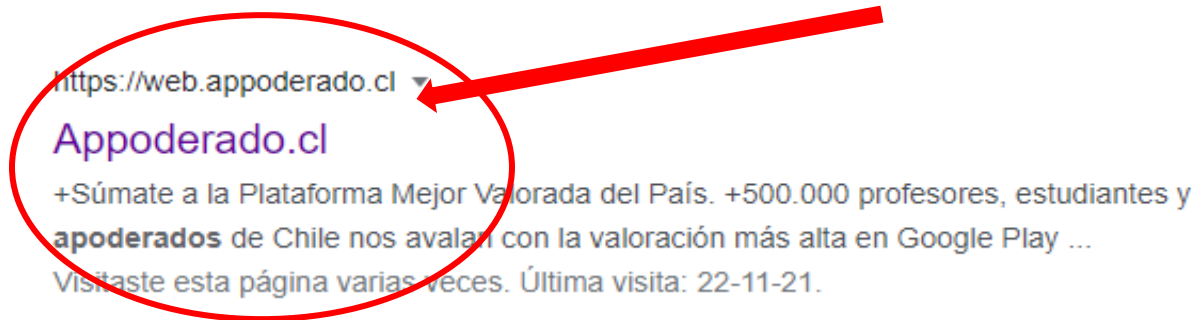 https://web.appoderado.cl
Appoderado.cl
+Súmate a la Plataforma Mejor Valorada del País. +500.000 profesores, estudiantes y
apoderados de Chile nos avalan con la valoración más alta en Google Play ...
Visitaste esta página varias veces. Última visita: 22-11-21.